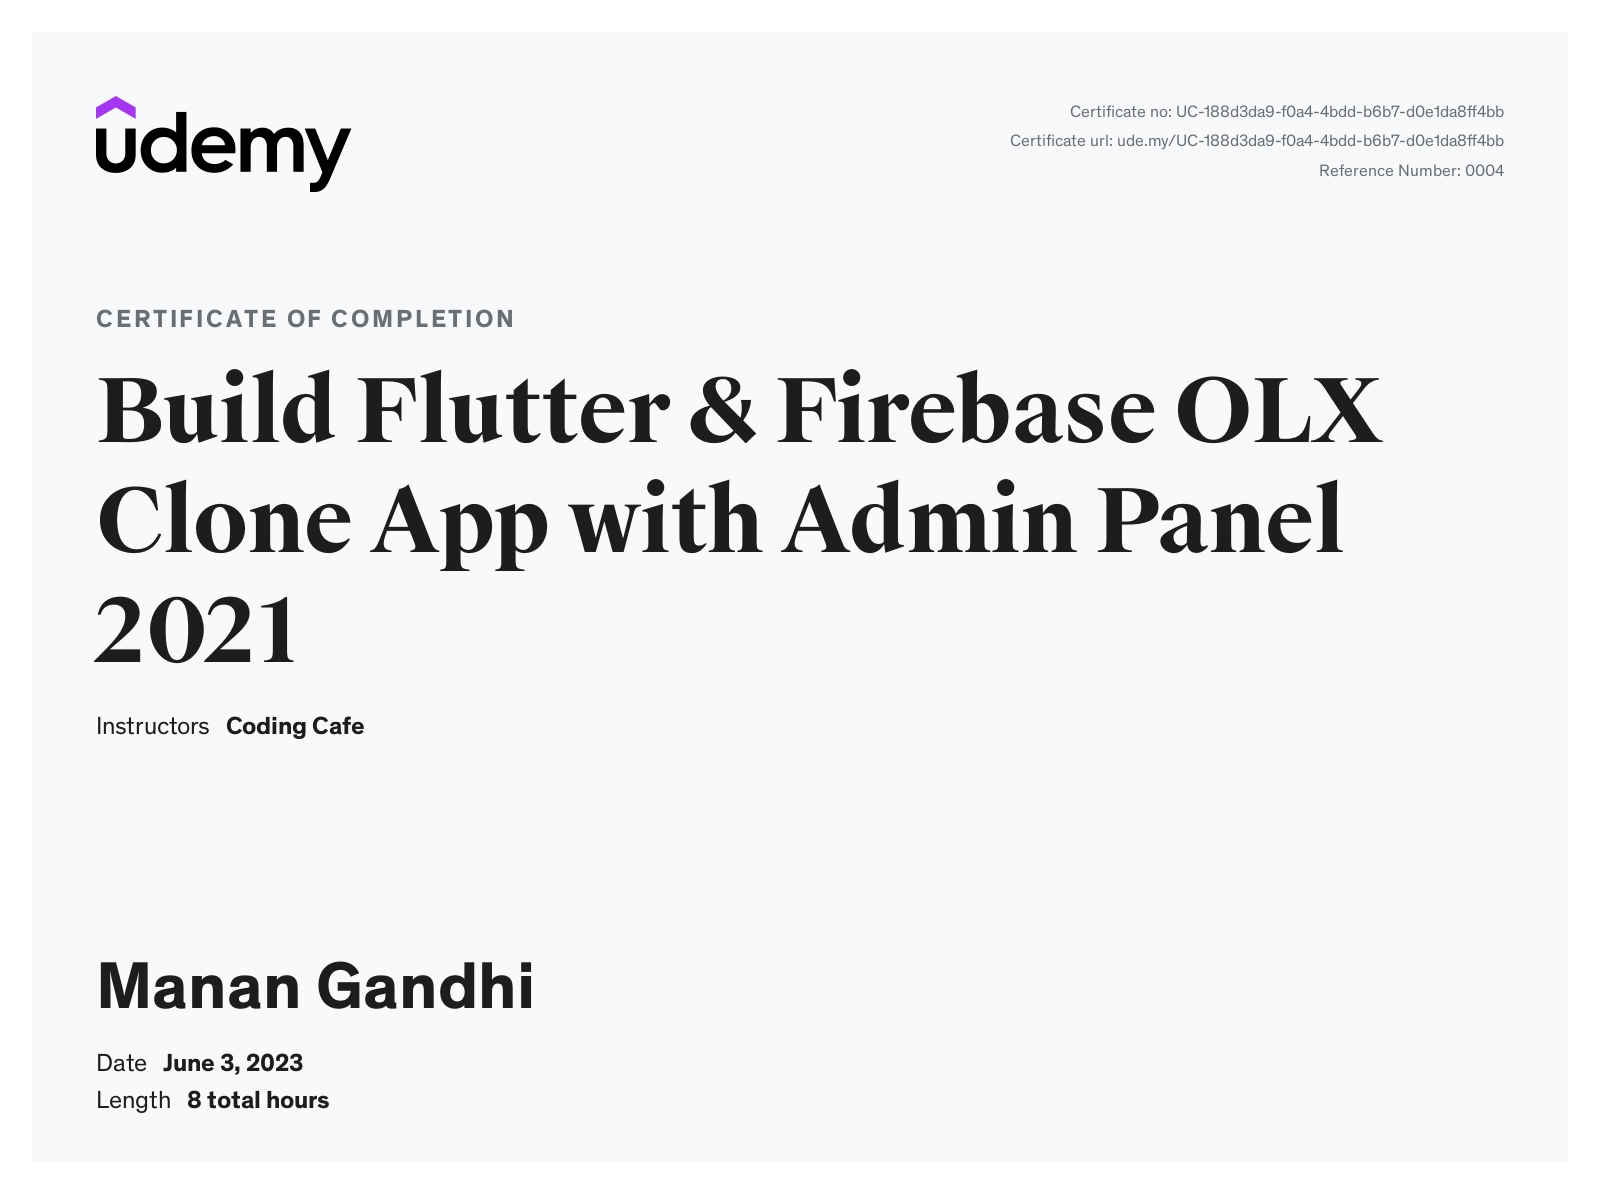 udemy
Certificate no: UC-188d3da9-f0a4-4bdd-b6b7-d0e1da8ff4bb
Certificate url: ude.my/UC-188d3da9-f0a4-4bdd-b6b7-d0e1da8ff4bb
Reference Number: 0004
CERTIFICATE OF COMPLETION
Build Flutter & Firebase OLX
Clone App with Admin Panel
2021
Instructors Coding Cafe
Manan Gandhi
Date June 3, 2023
Length 8 total hours